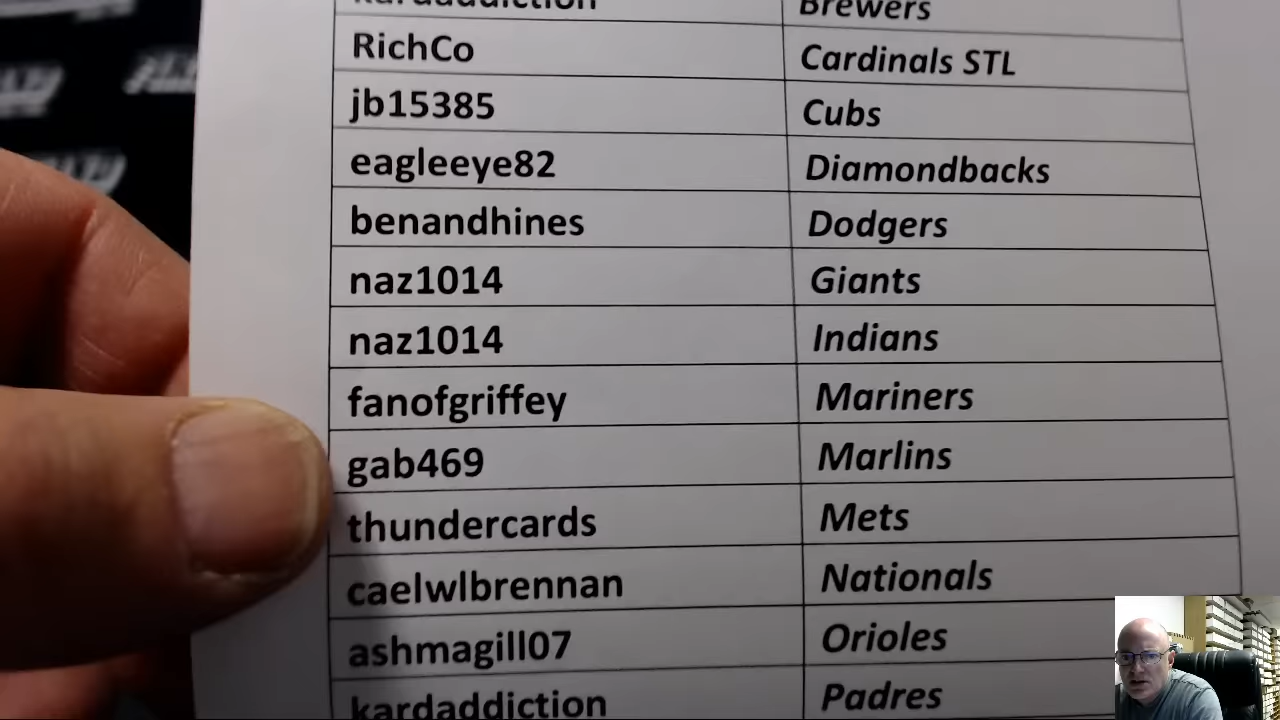 kardaddiction Brewers
RichCo Cardinals STL
jb15385 Cubs
eagleeye82 Diamondbacks
benandhines Dodgers
naz1014 Giants
naz1014 Indians
fanofgriffey Mariners
gab469 Marlins
thundercards Mets
caelwlbrennan Nationals
ashmagill07 Orioles
kardaddiction Padres